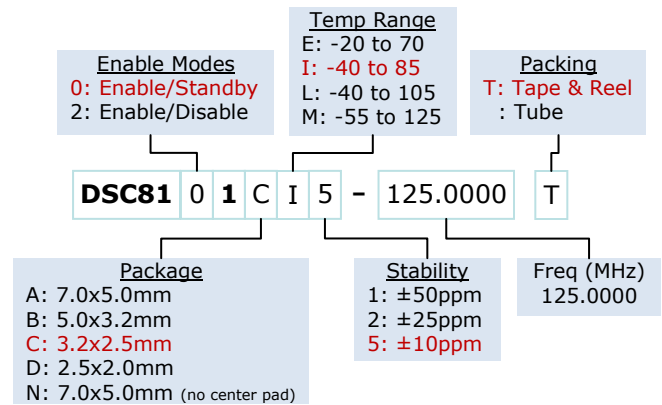 Temp Range
E: -20 to 70
I: -40 to 85
L: -40 to 105
M: -55 to 125
Enable Modes
0: Enable/Standby
2: Enable/Disable
Packing
T: Tape & Reel
: Tube
DSC81 0 1 C I 5 – 125.0000 T
Package
A: 7.0x5.0mm
B: 5.0x3.2mm
C: 3.2x2.5mm
D: 2.5x2.0mm
N: 7.0x5.0mm (no center pad)
Stability
1: ±50ppm
2: ±25ppm
5: ±10ppm
Freq (MHz)
125.0000